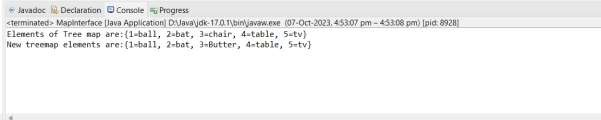 Javadoc Declaration Console Progress
<terminated> MapInterface [Java Application] D:\Java\jdk-17.0.1\bin\javaw.exe (07-Oct-2023, 4:53:07 pm – 4:53:08 pm) [pid: 8928]
Elements of Tree map are:{1=ball, 2=bat, 3=chair, 4=table, 5=tv}
New treemap elements are:{1=ball, 2=bat, 3=Butter, 4=table, 5=tv}